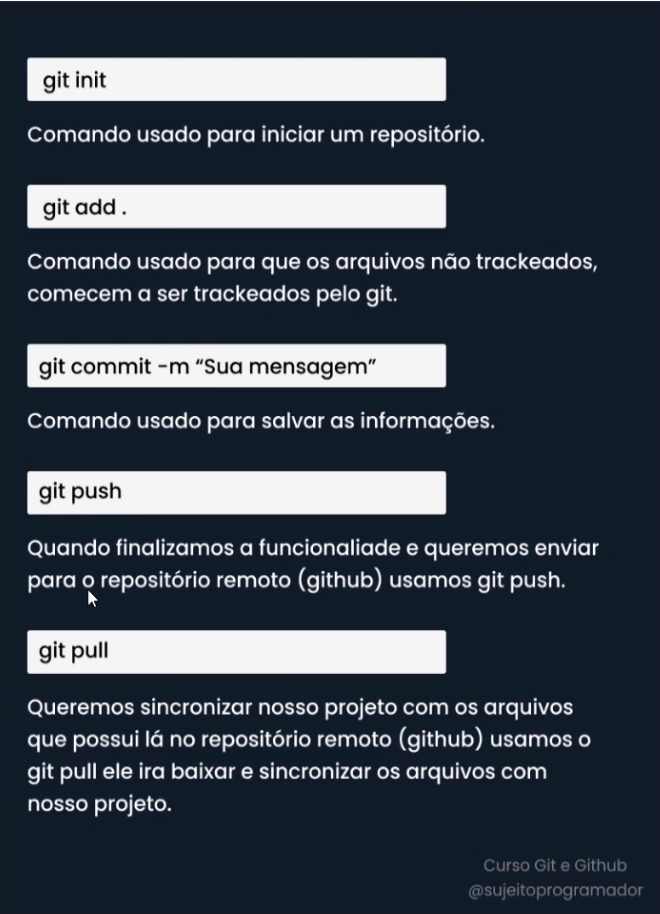 git init
Comando usado para iniciar um repositório.
git add .
Comando usado para que os arquivos não trackeados,
comecem a ser trackeados pelo git.
git commit -m “Sua mensagem”
Comando usado para salvar as informações.
git push
Quando finalizamos a funcionaliade e queremos enviar
para o repositório remoto (github) usamos git push.
git pull
Queremos sincronizar nosso projeto com os arquivos
que possui lá no repositório remoto (github) usamos o
git pull ele ira baixar e sincronizar os arquivos com
nosso projeto.
Curso Git e Github
@sujeitoprogramador